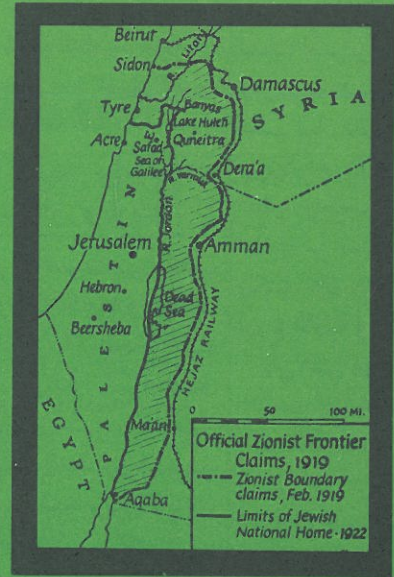 Beirut
R. Litani
Sidon
Damascus
SYRIA
Tyre
Banyas
Lake Huleh
Quneitra
Acre
Safad
Sea of
Galilee
Dera'a
R. Yarmuk
PALESTINE
R. Jordan
Jerusalem
Amman
Hebron
Dead
Sea
Beersheba
HEJAZ RAILWAY
EGYPT
Ma'an
Aqaba
0 50 100 MI.
Official Zionist Frontier
Claims, 1919
Zionist Boundary
claims, Feb. 1919
Limits of Jewish
National Home·1922